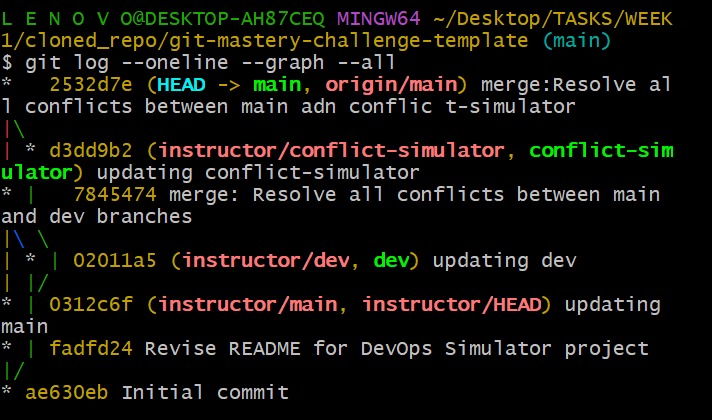 L E N O V O@DESKTOP-AH87CEQ MINGW64 ~/Desktop/TASKS/WEEK
1/cloned_repo/git-mastery-challenge-template (main)
$ git log --oneline --graph --all
*   2532d7e (HEAD -> main, origin/main) merge:Resolve al
l conflicts between main adn conflic t-simulator
|\
| * d3dd9b2 (instructor/conflict-simulator, conflict-sim
ulator) updating conflict-simulator
* |   7845474 merge: Resolve all conflicts between main
and dev branches
|\ \
| * | 02011a5 (instructor/dev, dev) updating dev
| |/
* | 0312c6f (instructor/main, instructor/HEAD) updating
main
* | fadfd24 Revise README for DevOps Simulator project
|/
* ae630eb Initial commit